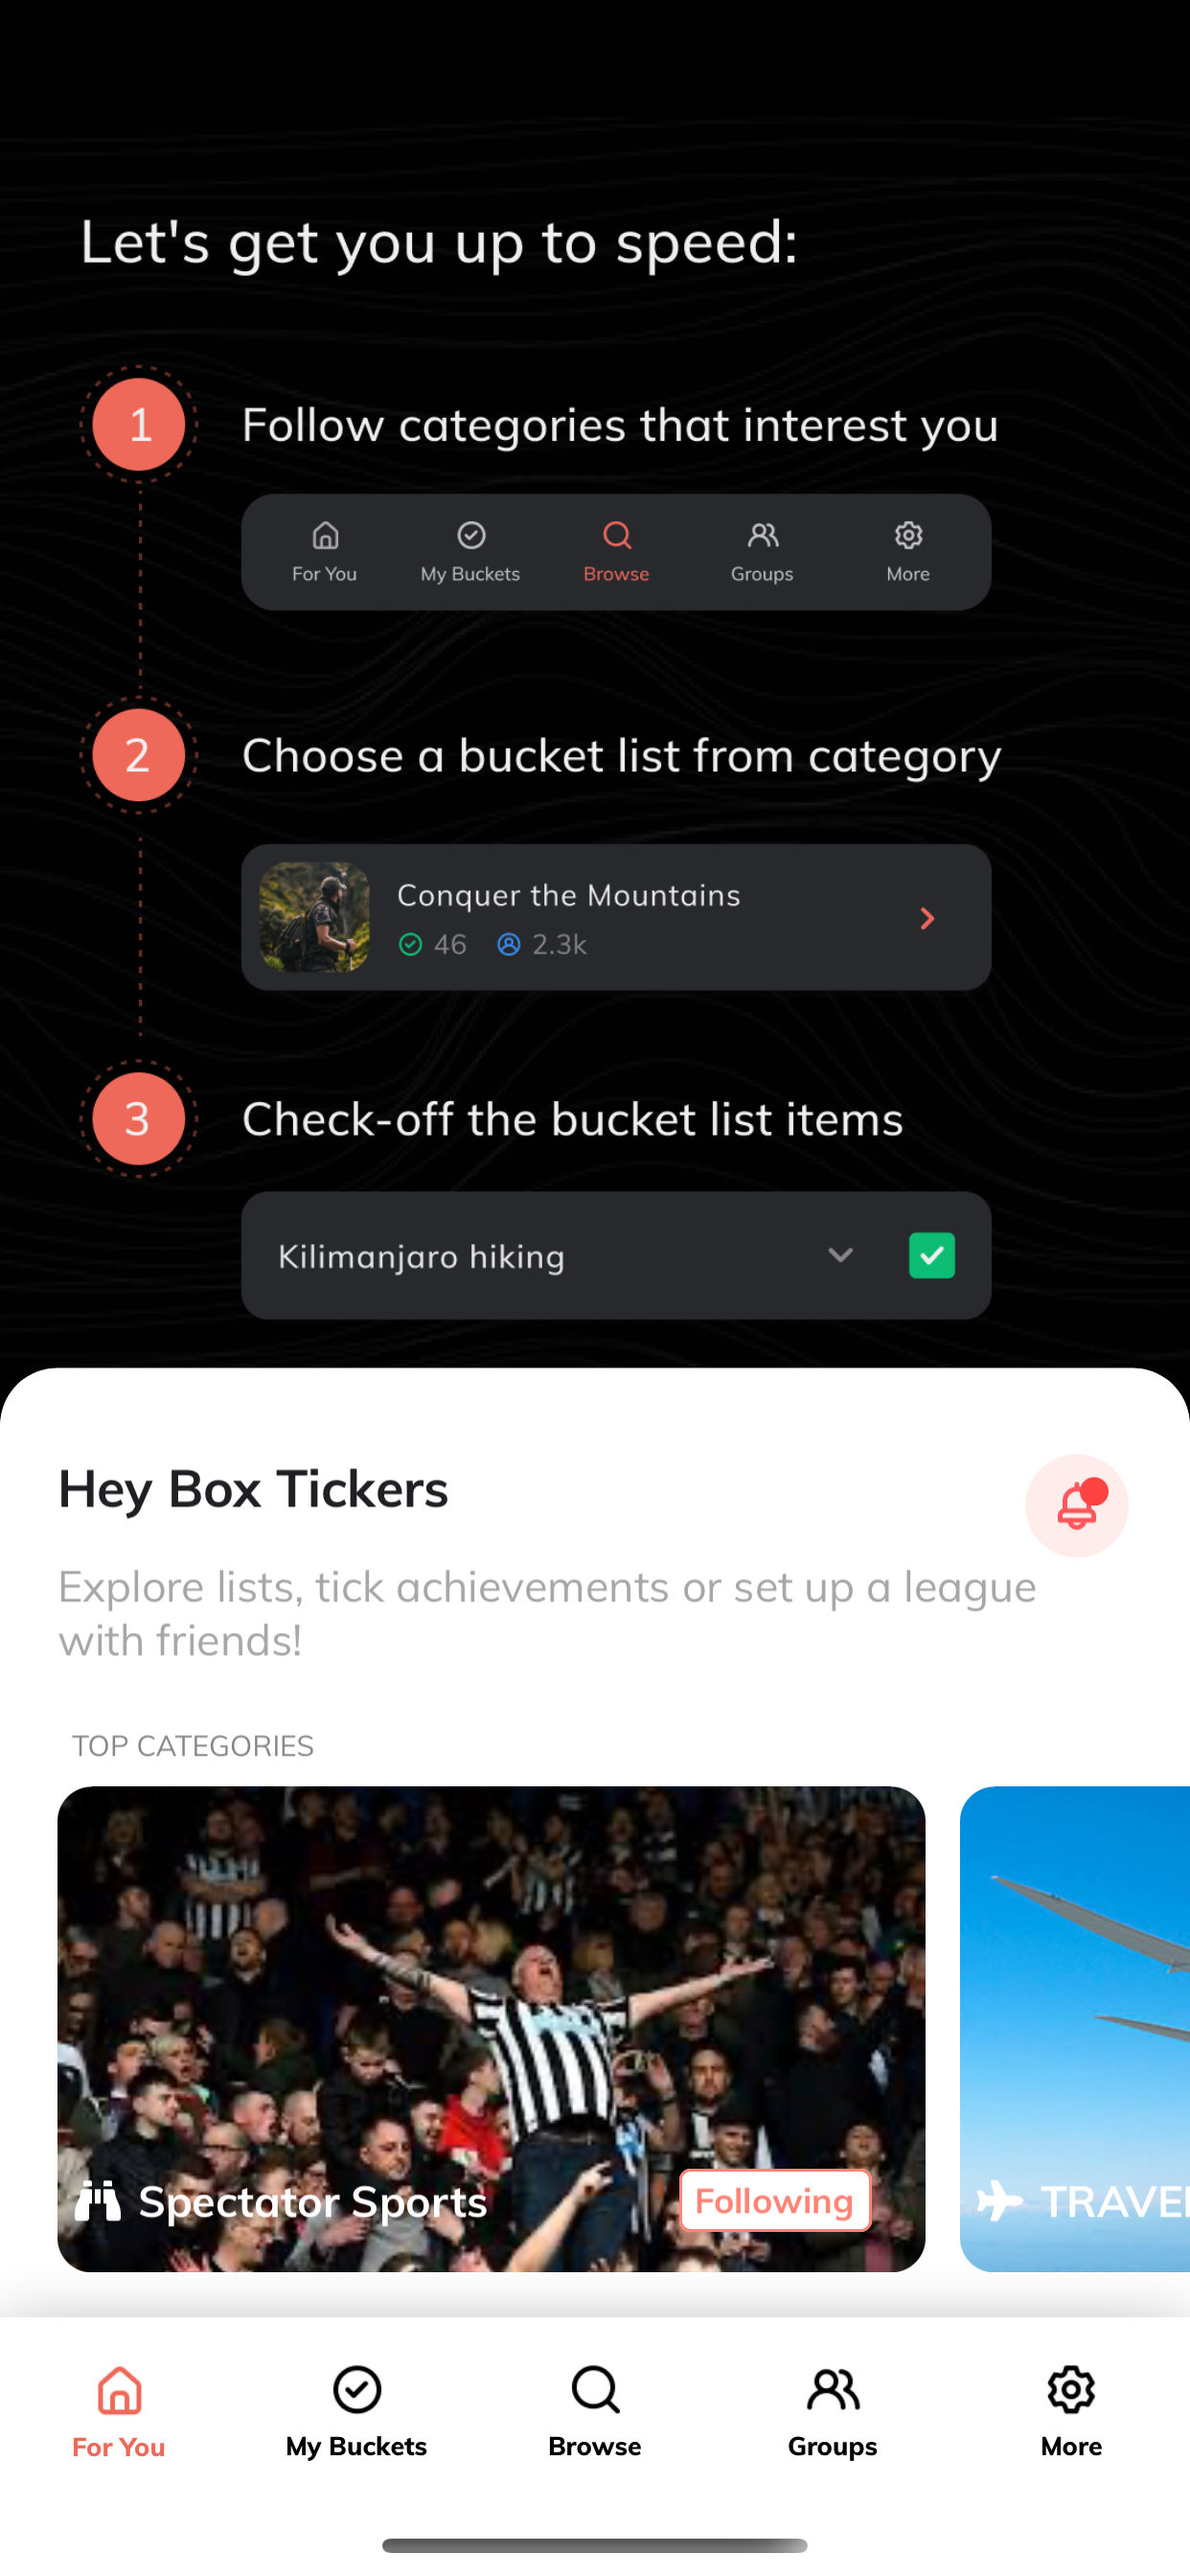 Let's get you up to speed:
1
Follow categories that interest you
For You
My Buckets
Browse
Groups
More
2
Choose a bucket list from category
Conquer the Mountains
46
2.3k
3
Check-off the bucket list items
Kilimanjaro hiking
Hey Box Tickers
Explore lists, tick achievements or set up a league
with friends!
TOP CATEGORIES
Spectator Sports
Following
For You
My Buckets
Browse
Groups
More